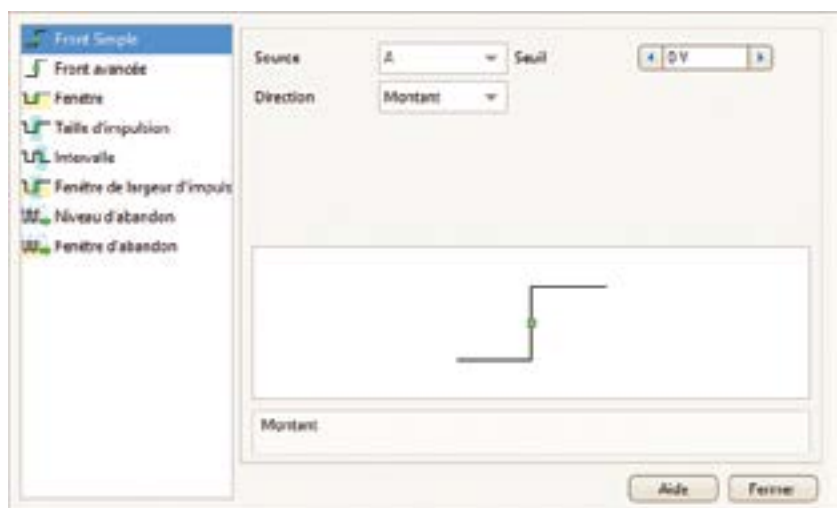 Front Simple
Front avancée
Fenêtre
Taille d'impulsion
Intervalle
Fenêtre de largeur d'impuls
Niveau d'abandon
Fenêtre d'abandon
Source
A
Seuil
0 V
Direction
Montant
Montant
Aide
Fermer